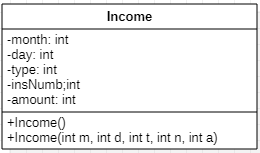 Income
-month: int
-day: int
-type: int
-insNumb;int
-amount: int
+Income()
+Income(int m, int d, int t, int n, int a)